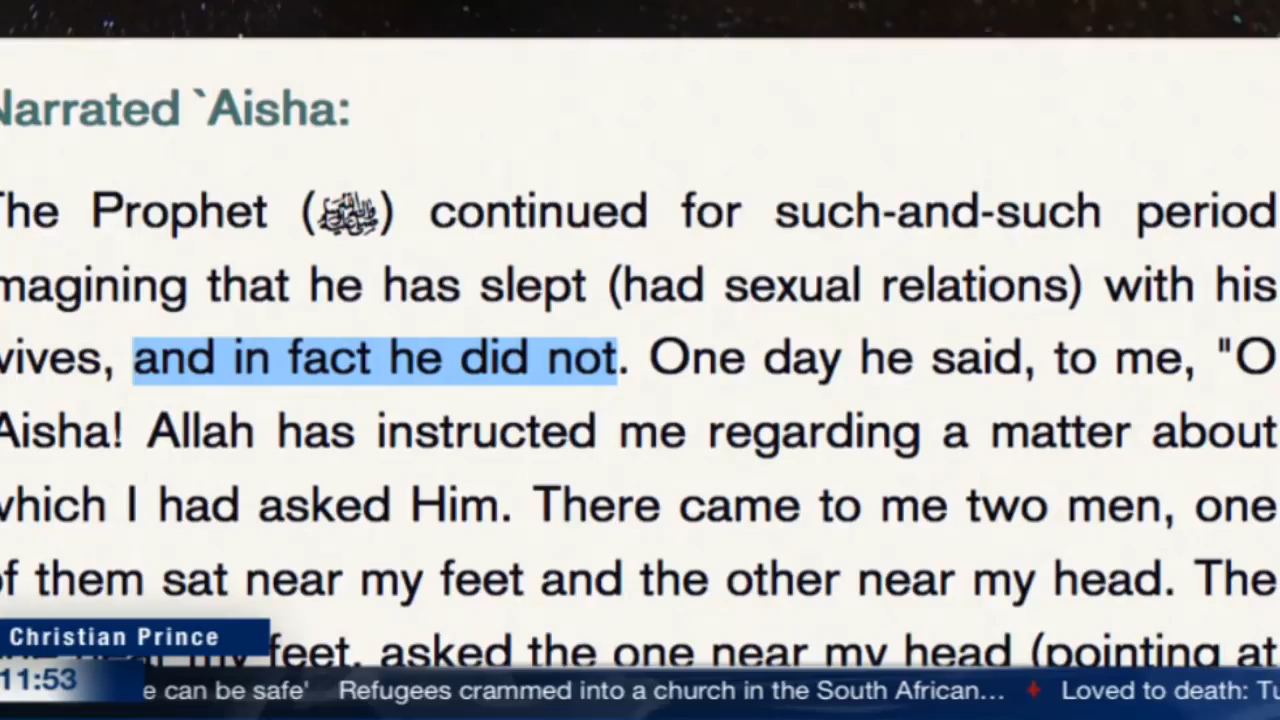 Narrated `Aisha:
The Prophet (ﷺ) continued for such-and-such period
imagining that he has slept (had sexual relations) with his
wives, and in fact he did not. One day he said, to me, "O
'Aisha! Allah has instructed me regarding a matter about
which I had asked Him. There came to me two men, one
of them sat near my feet and the other near my head. The
near my feet, asked the one near my head (pointing at
Christian Prince
11:53
e can be safe' Refugees crammed into a church in the South African... Loved to death: Tu